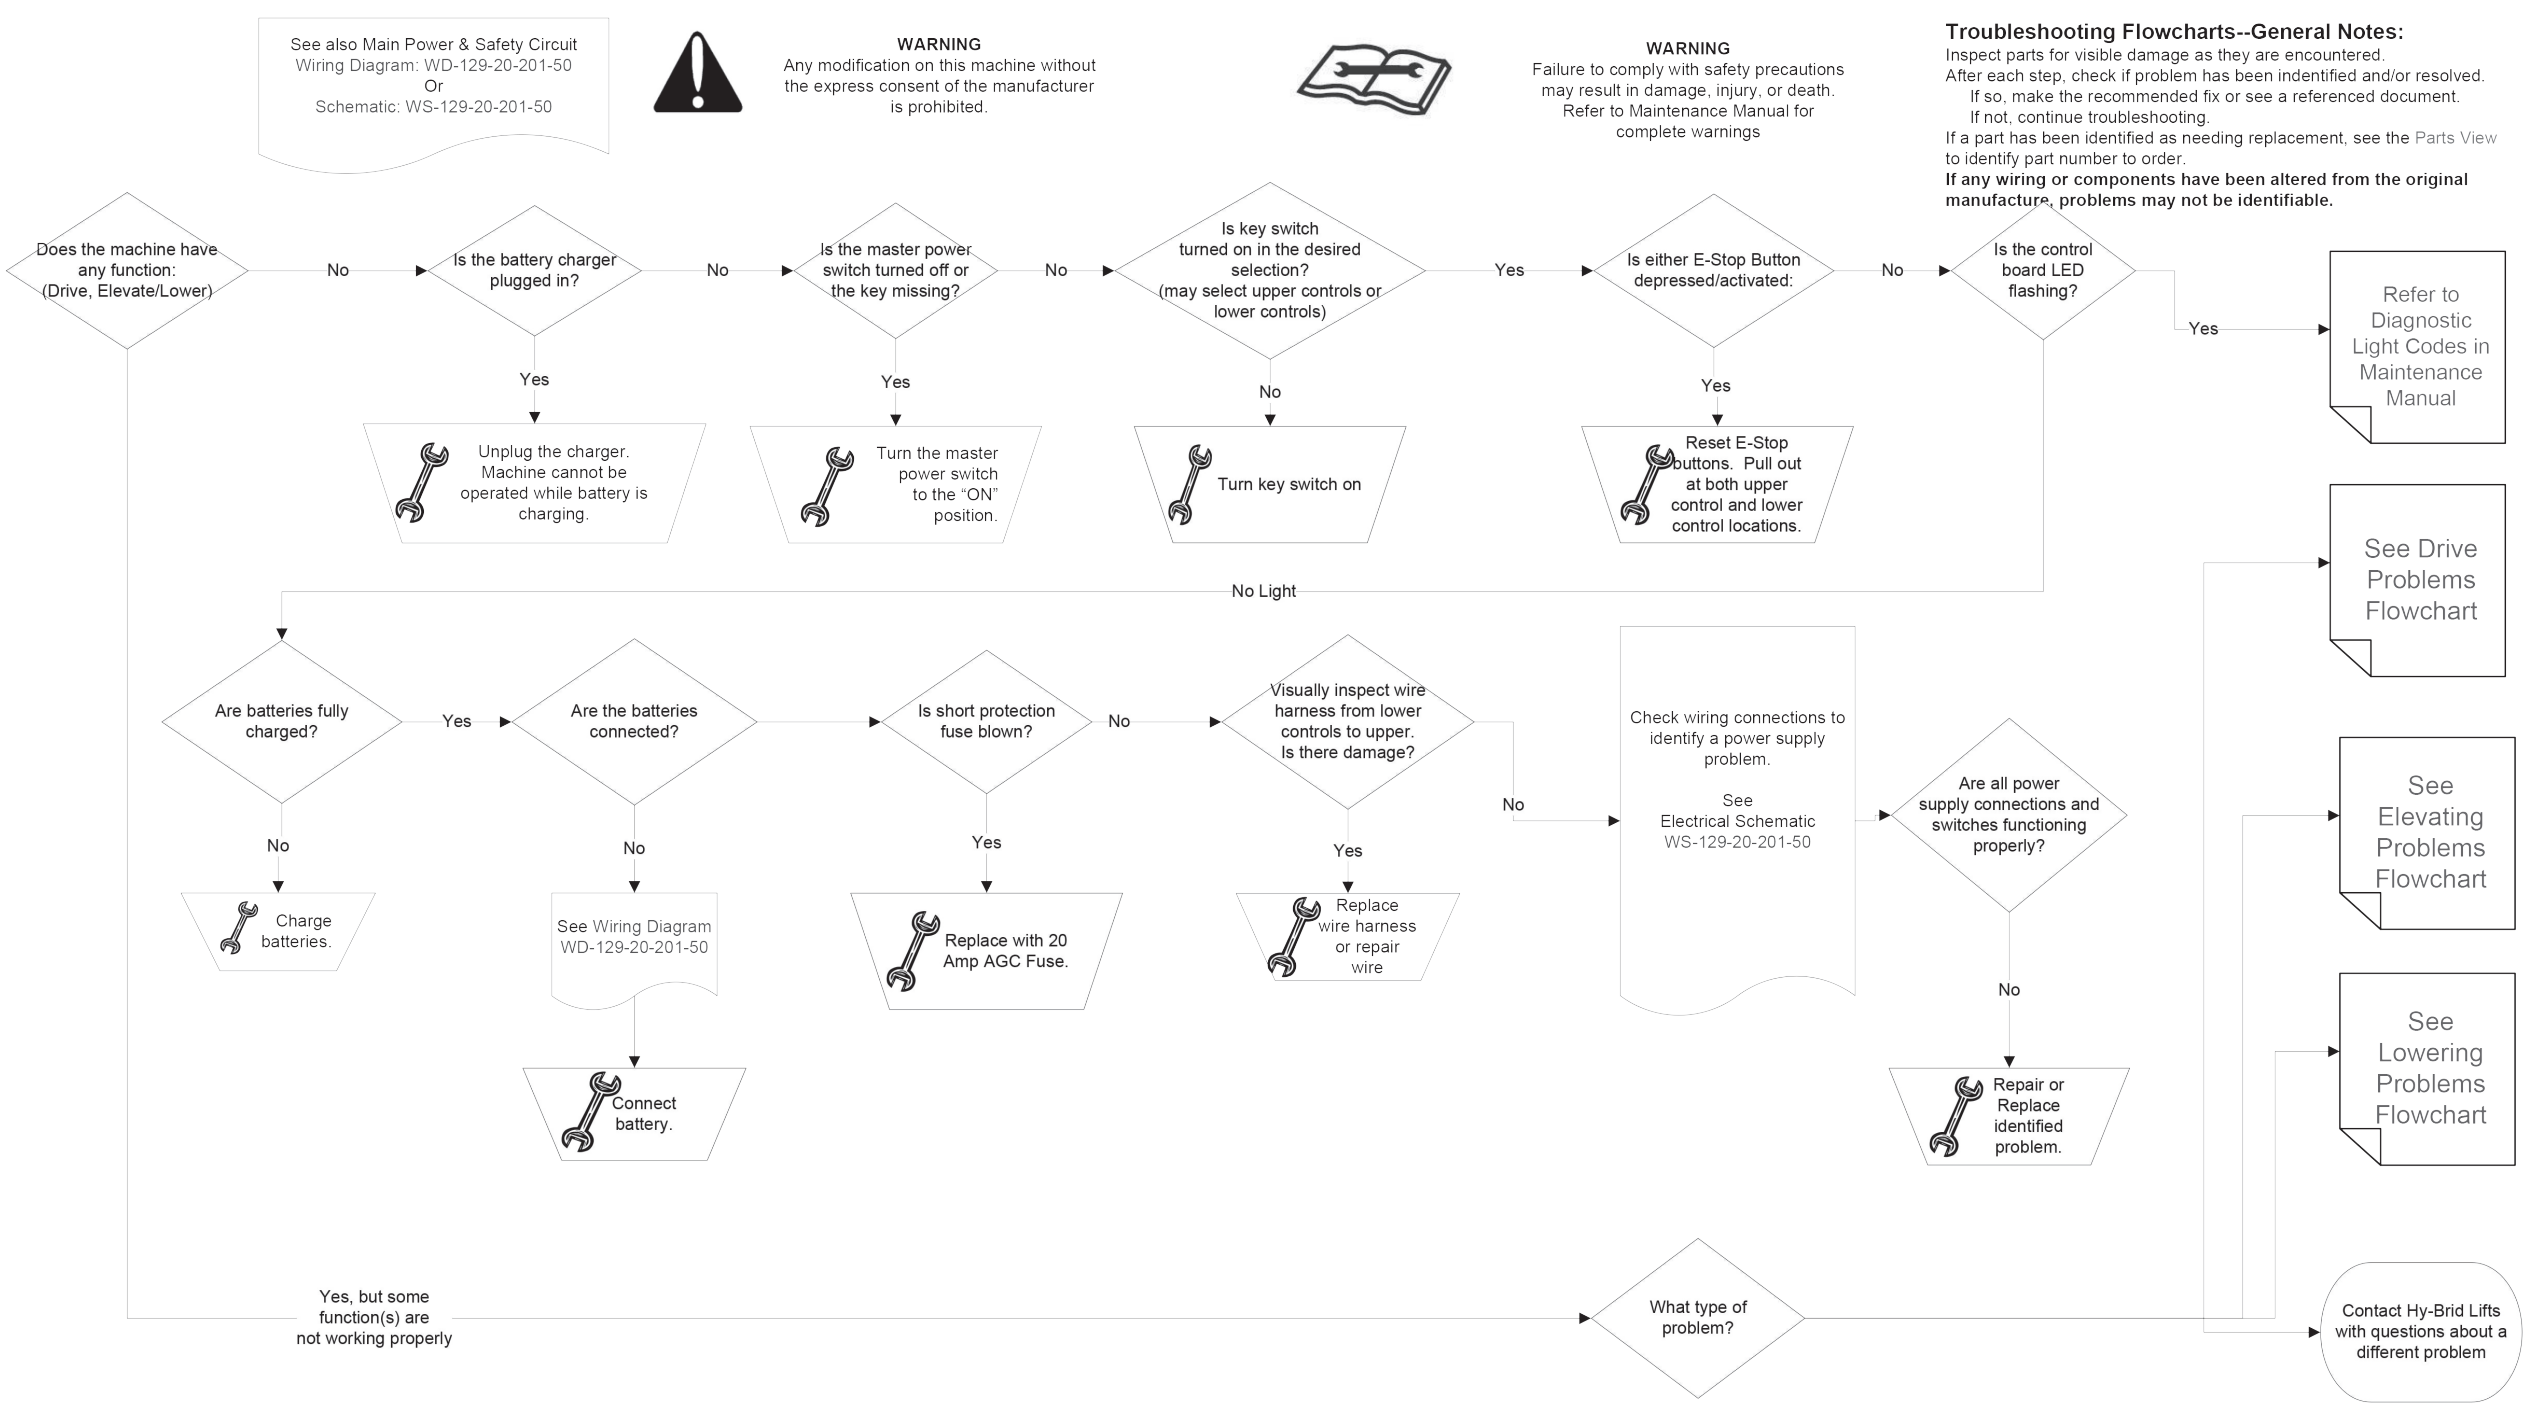 See also Main Power & Safety Circuit
Wiring Diagram: WD-129-20-201-50
Or
Schematic: WS-129-20-201-50
WARNING
Any modification on this machine without
the express consent of the manufacturer
is prohibited.
WARNING
Failure to comply with safety precautions
may result in damage, injury, or death.
Refer to Maintenance Manual for
complete warnings
Troubleshooting Flowcharts--General Notes:
Inspect parts for visible damage as they are encountered.
After each step, check if problem has been indentified and/or resolved.
If so, make the recommended fix or see a referenced document.
If not, continue troubleshooting.
If a part has been identified as needing replacement, see the Parts View
to identify part number to order.
If any wiring or components have been altered from the original
manufacture, problems may not be identifiable.
Does the machine have
any function:
(Drive, Elevate/Lower)
No
Is the battery charger
plugged in?
No
Is the master power
switch turned off or
the key missing?
No
Is key switch
turned on in the desired
selection?
(may select upper controls or
lower controls)
Yes
Is either E-Stop Button
depressed/activated:
No
Is the control
board LED
flashing?
Yes
Refer to
Diagnostic
Light Codes in
Maintenance
Manual
Yes
Unplug the charger.
Machine cannot be
operated while battery is
charging.
Yes
Turn the master
power switch
to the “ON”
position.
No
Turn key switch on
Yes
Reset E-Stop
buttons. Pull out
at both upper
control and lower
control locations.
See Drive
Problems
Flowchart
No Light
Are batteries fully
charged?
Yes
Are the batteries
connected?
Is short protection
fuse blown?
No
Visually inspect wire
harness from lower
controls to upper.
Is there damage?
No
Check wiring connections to
identify a power supply
problem.
See
Electrical Schematic
WS-129-20-201-50
Are all power
supply connections and
switches functioning
properly?
See
Elevating
Problems
Flowchart
No
Charge
batteries.
No
See Wiring Diagram
WD-129-20-201-50
Connect
battery.
Yes
Replace with 20
Amp AGC Fuse.
Yes
Replace
wire harness
or repair
wire
No
Repair or
Replace
identified
problem.
See
Lowering
Problems
Flowchart
Yes, but some
function(s) are
not working properly
What type of
problem?
Contact Hy-Brid Lifts
with questions about a
different problem